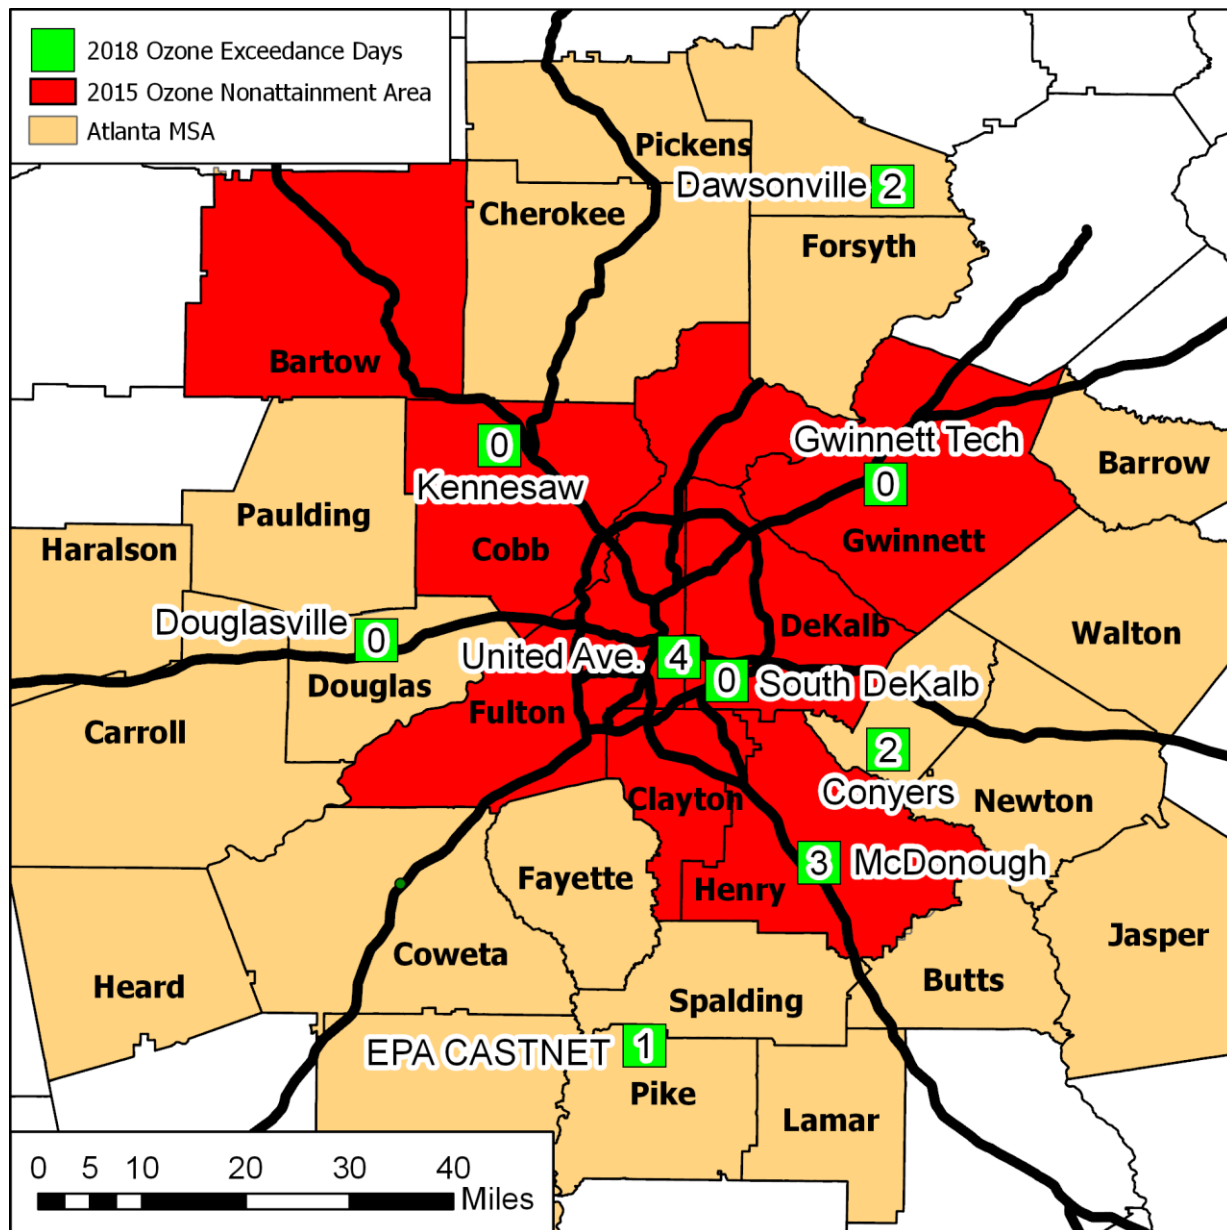 2018 Ozone Exceedance Days
2015 Ozone Nonattainment Area
Atlanta MSA
Pickens
Dawsonville 2
Cherokee
Forsyth
Bartow
Gwinnett Tech
0
Kennesaw
0
Barrow
Paulding
Haralson
Cobb
Gwinnett
Douglasville 0
DeKalb
Walton
United Ave. 4
0 South DeKalb
Douglas
Fulton
Carroll
2
Conyers
Clayton
Newton
3 McDonough
Fayette
Henry
Jasper
Coweta
Heard
Butts
Spalding
EPA CASTNET 1
Pike
Lamar
0 5 10 20 30 40
Miles